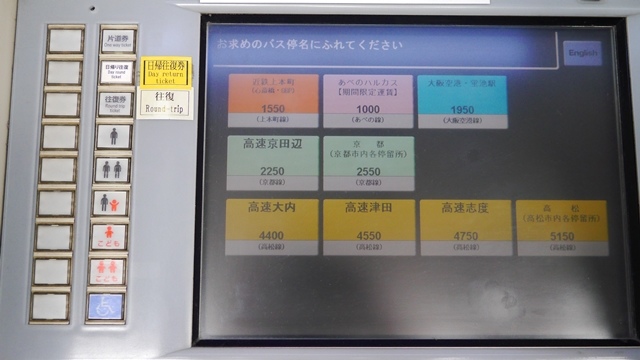 片道券
One way ticket
日帰り往復
Day round
ticket
日帰往復券
Day return
ticket
往復券
Round trip
ticket
往復
Round-trip
こども
こども
お求めのバス停名にふれてください
English
近鉄上本町
1550
(上本町線)
あべのハルカス
【期間限定運賃】
1000
(あべの線)
大阪空港・宝塚駅
1950
(大阪空港線)
高速京田辺
2250
(京都線)
京都
(京都市内各停留所)
2550
(京都線)
高速大内
4400
(高松線)
高速津田
4550
(高松線)
高速志度
4750
(高松線)
高松
(高松市内各停留所)
5150
(高松線)